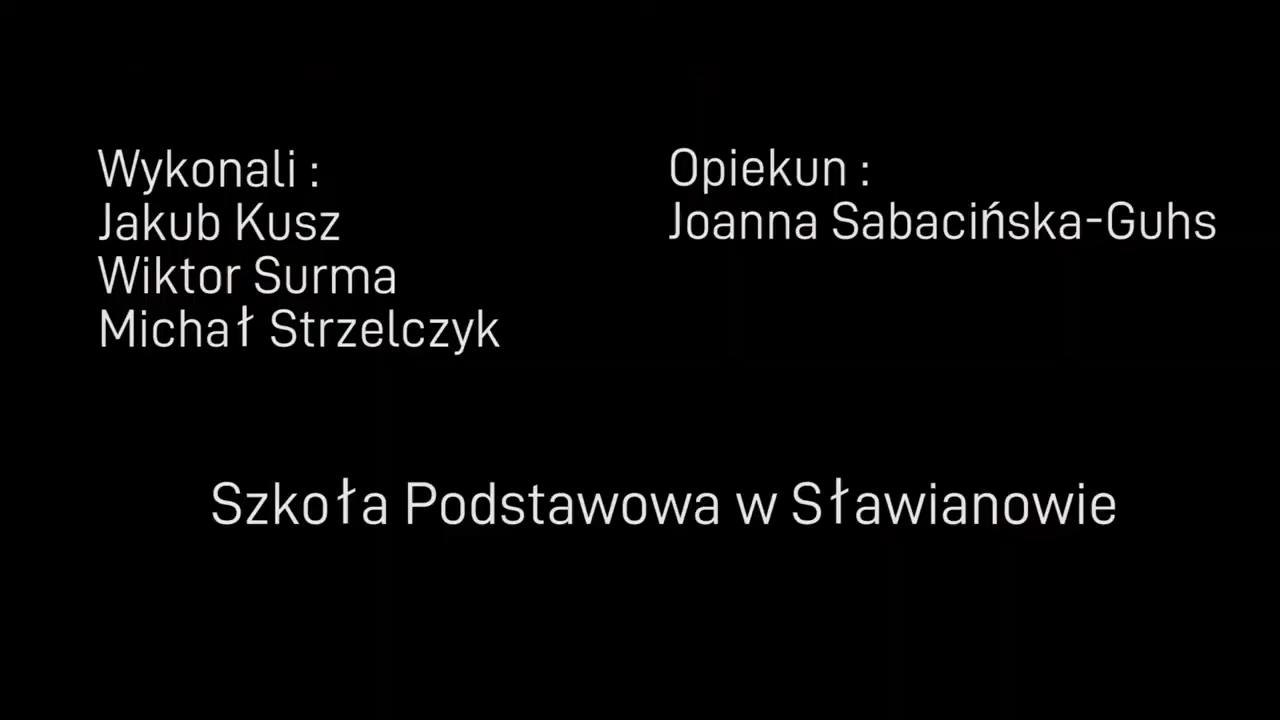 Wykonali :
Jakub Kusz
Wiktor Surma
Michał Strzelczyk
Opiekun :
Joanna Sabacińska-Guhs
Szkoła Podstawowa w Sławianowie